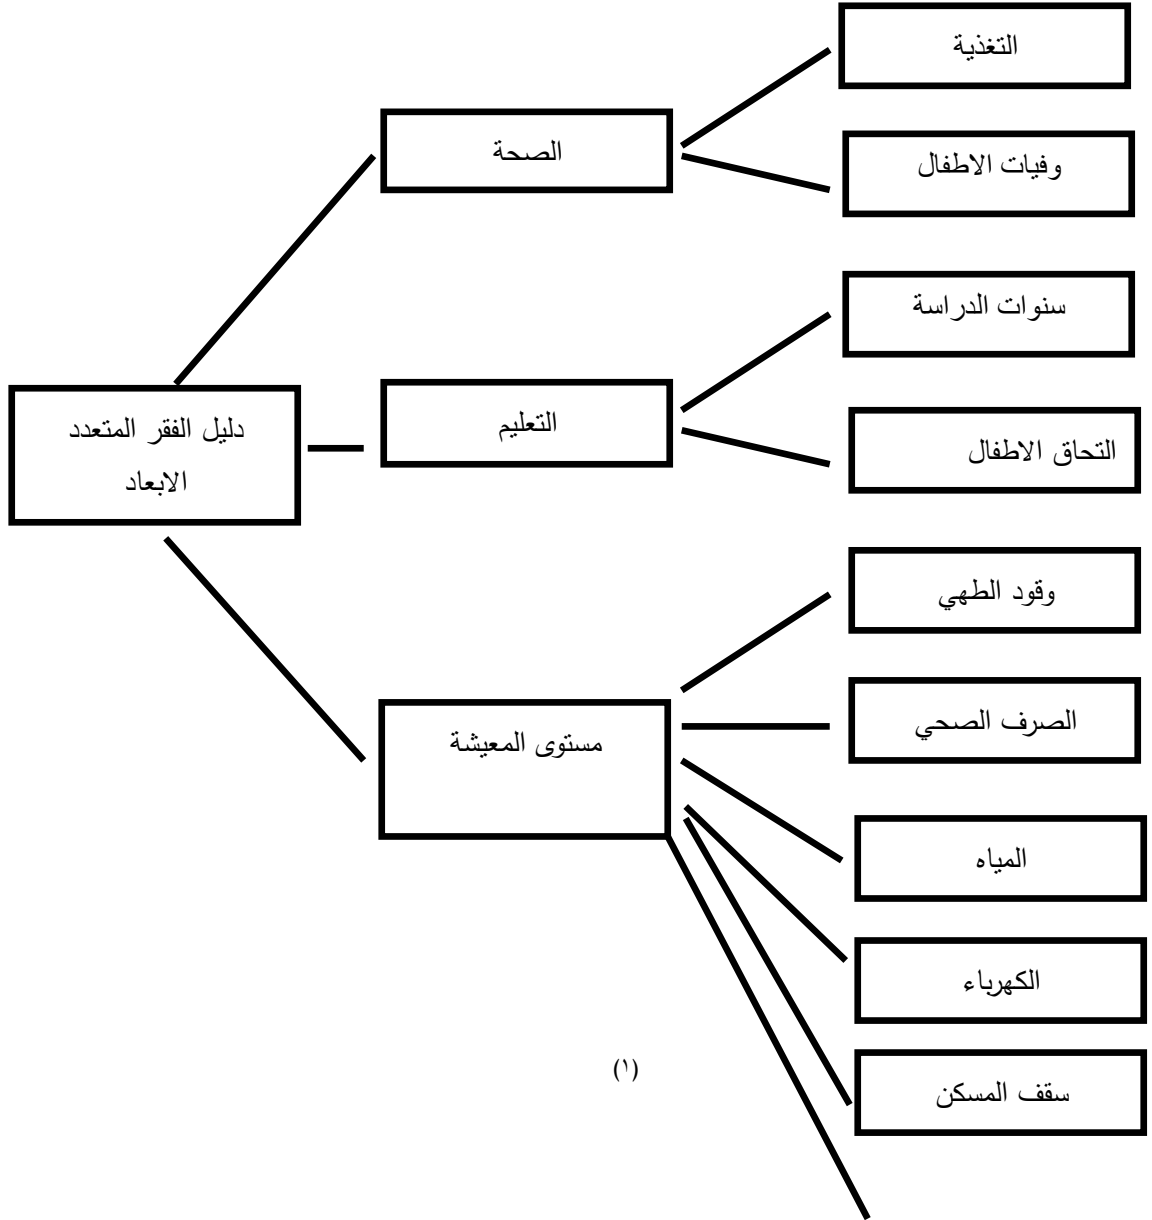 التغذية
الصحة
وفيات الاطفال
سنوات الدراسة
دليل الفقر المتعدد
الابعاد
التعليم
التحاق الاطفال
وقود الطهي
الصرف الصحي
مستوى المعيشة
المياه
الكهرباء
(١)
سقف المسكن